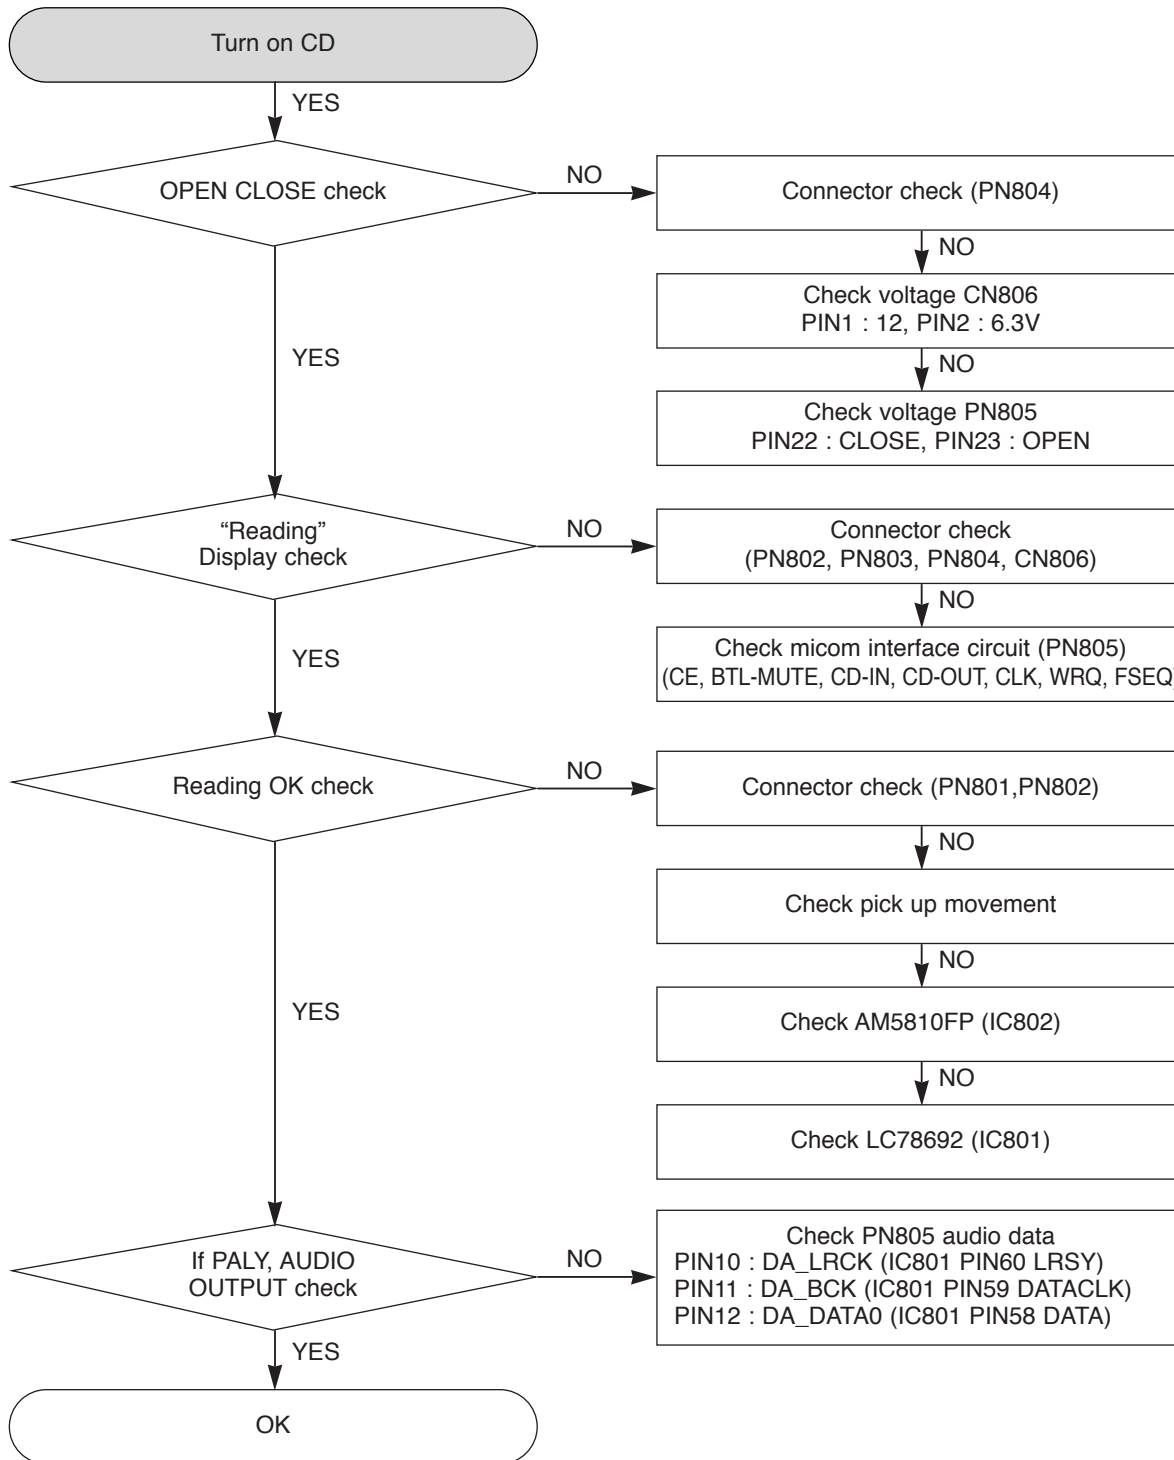 Turn on CD
YES
OPEN CLOSE check
NO
Connector check (PN804)
NO
Check voltage CN806
PIN1 : 12, PIN2 : 6.3V
NO
Check voltage PN805
PIN22 : CLOSE, PIN23 : OPEN
YES
“Reading”
Display check
NO
Connector check
(PN802, PN803, PN804, CN806)
NO
Check micom interface circuit (PN805)
(CE, BTL-MUTE, CD-IN, CD-OUT, CLK, WRQ, FSEQ)
YES
Reading OK check
NO
Connector check (PN801,PN802)
NO
Check pick up movement
NO
Check AM5810FP (IC802)
NO
Check LC78692 (IC801)
YES
If PALY, AUDIO
OUTPUT check
NO
Check PN805 audio data
PIN10 : DA_LRCK (IC801 PIN60 LRSY)
PIN11 : DA_BCK (IC801 PIN59 DATACLK)
PIN12 : DA_DATA0 (IC801 PIN58 DATA)
YES
OK